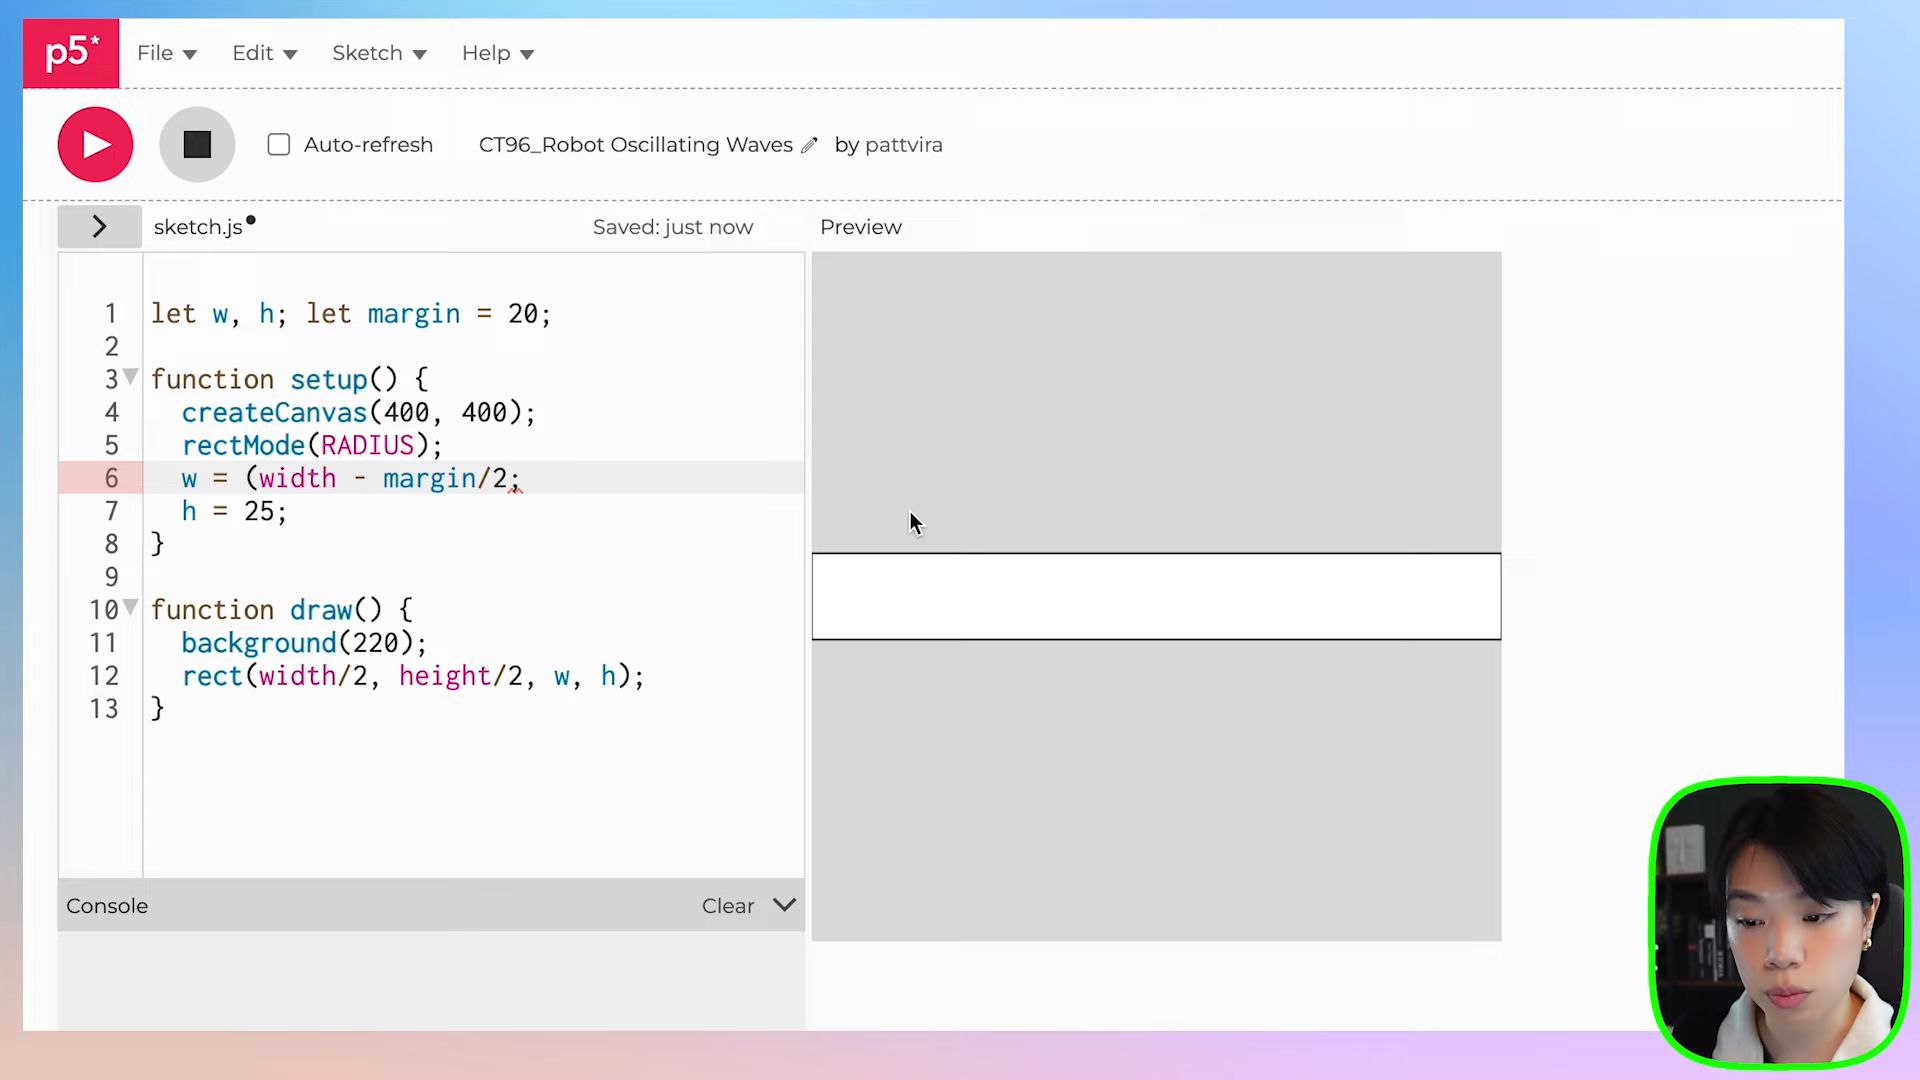 p5* File Edit Sketch Help
Auto-refresh CT96_Robot Oscillating Waves by pattvira
sketch.js Saved: just now Preview
1 let w, h; let margin = 20;
2
3 function setup() {
4 createCanvas(400, 400);
5 rectMode(RADIUS);
6 w = (width - margin/2;
7 h = 25;
8 }
9
10 function draw() {
11 background(220);
12 rect(width/2, height/2, w, h);
13 }
Console Clear